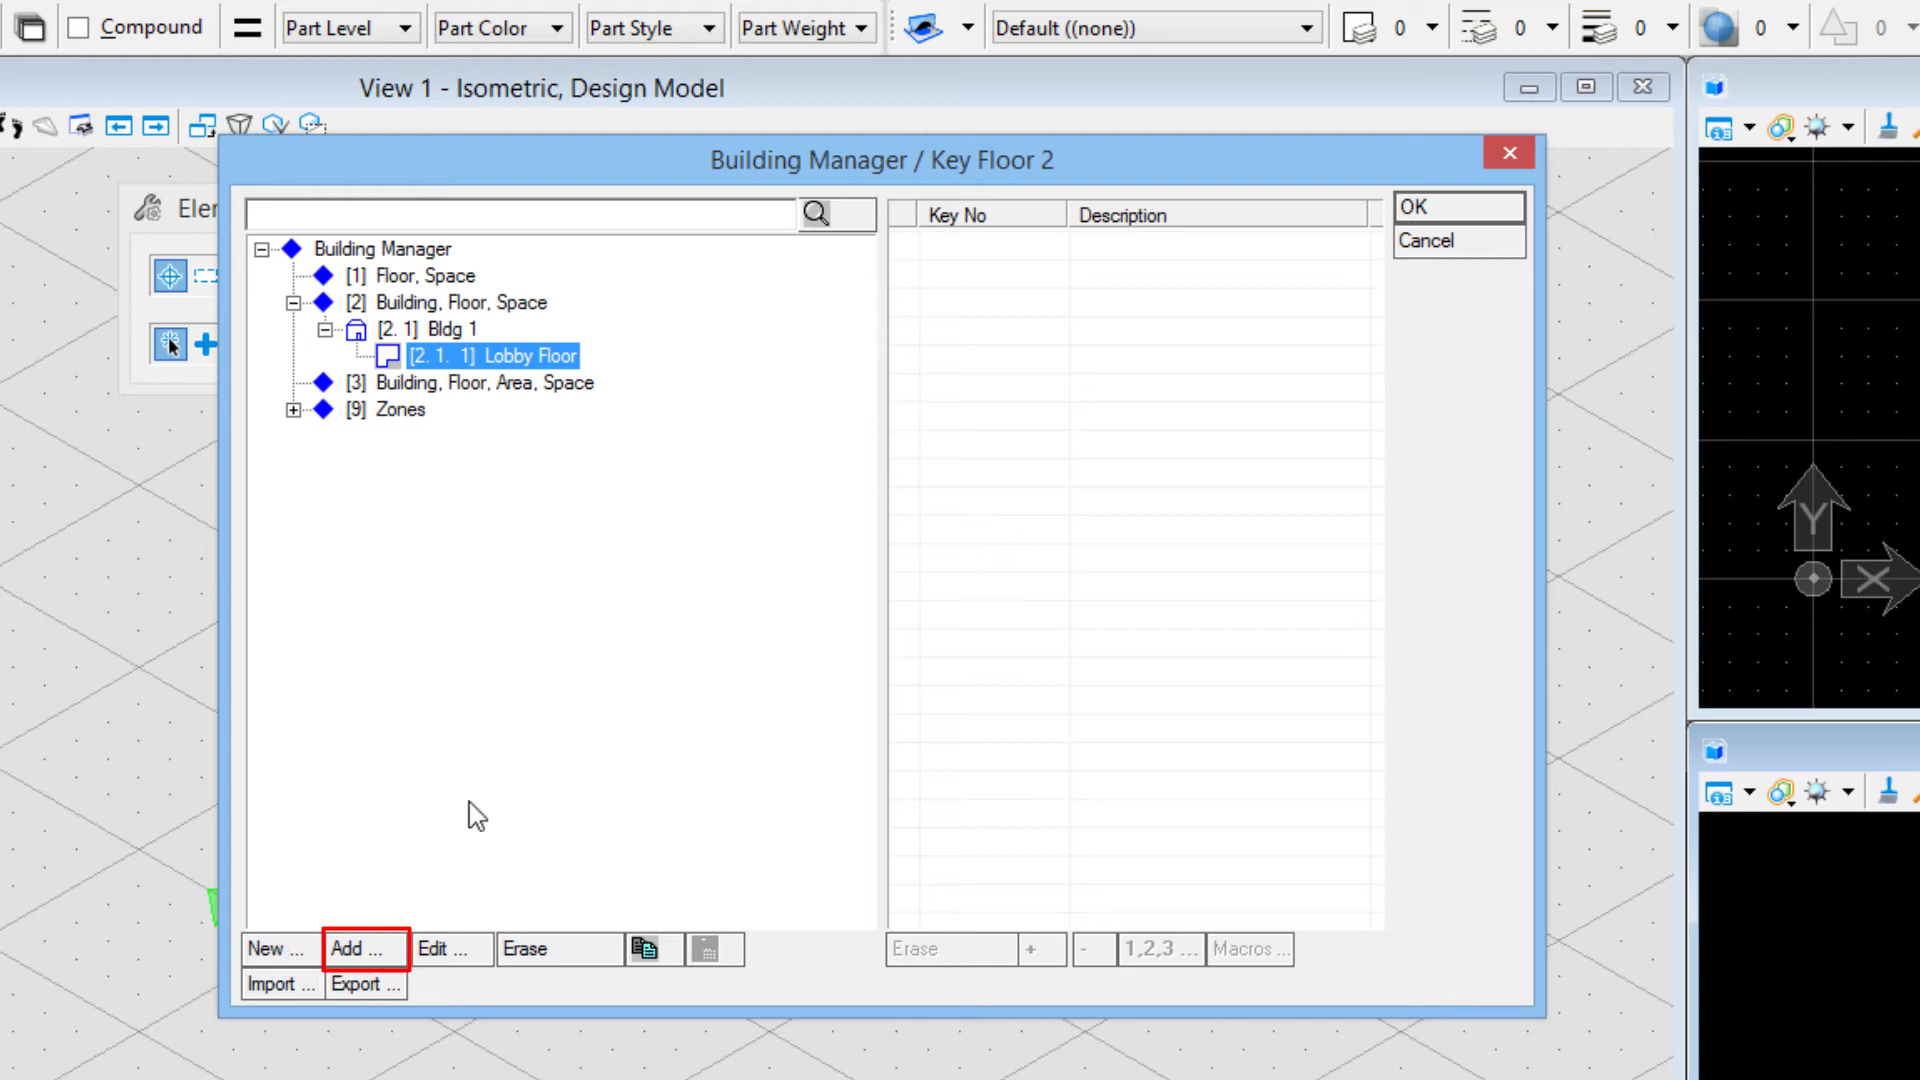 Compound
Part Level
Part Color
Part Style
Part Weight
Default ((none))
0
0
0
0
0
View 1 - Isometric, Design Model
Building Manager / Key Floor 2
Building Manager
[1] Floor, Space
[2] Building, Floor, Space
[2. 1] Bldg 1
[2. 1. 1] Lobby Floor
[3] Building, Floor, Area, Space
[9] Zones
Key No
Description
OK
Cancel
New ...
Add ...
Edit ...
Erase
Import ...
Export ...
Erase
+
-
1,2,3 ...
Macros ...
Y
X